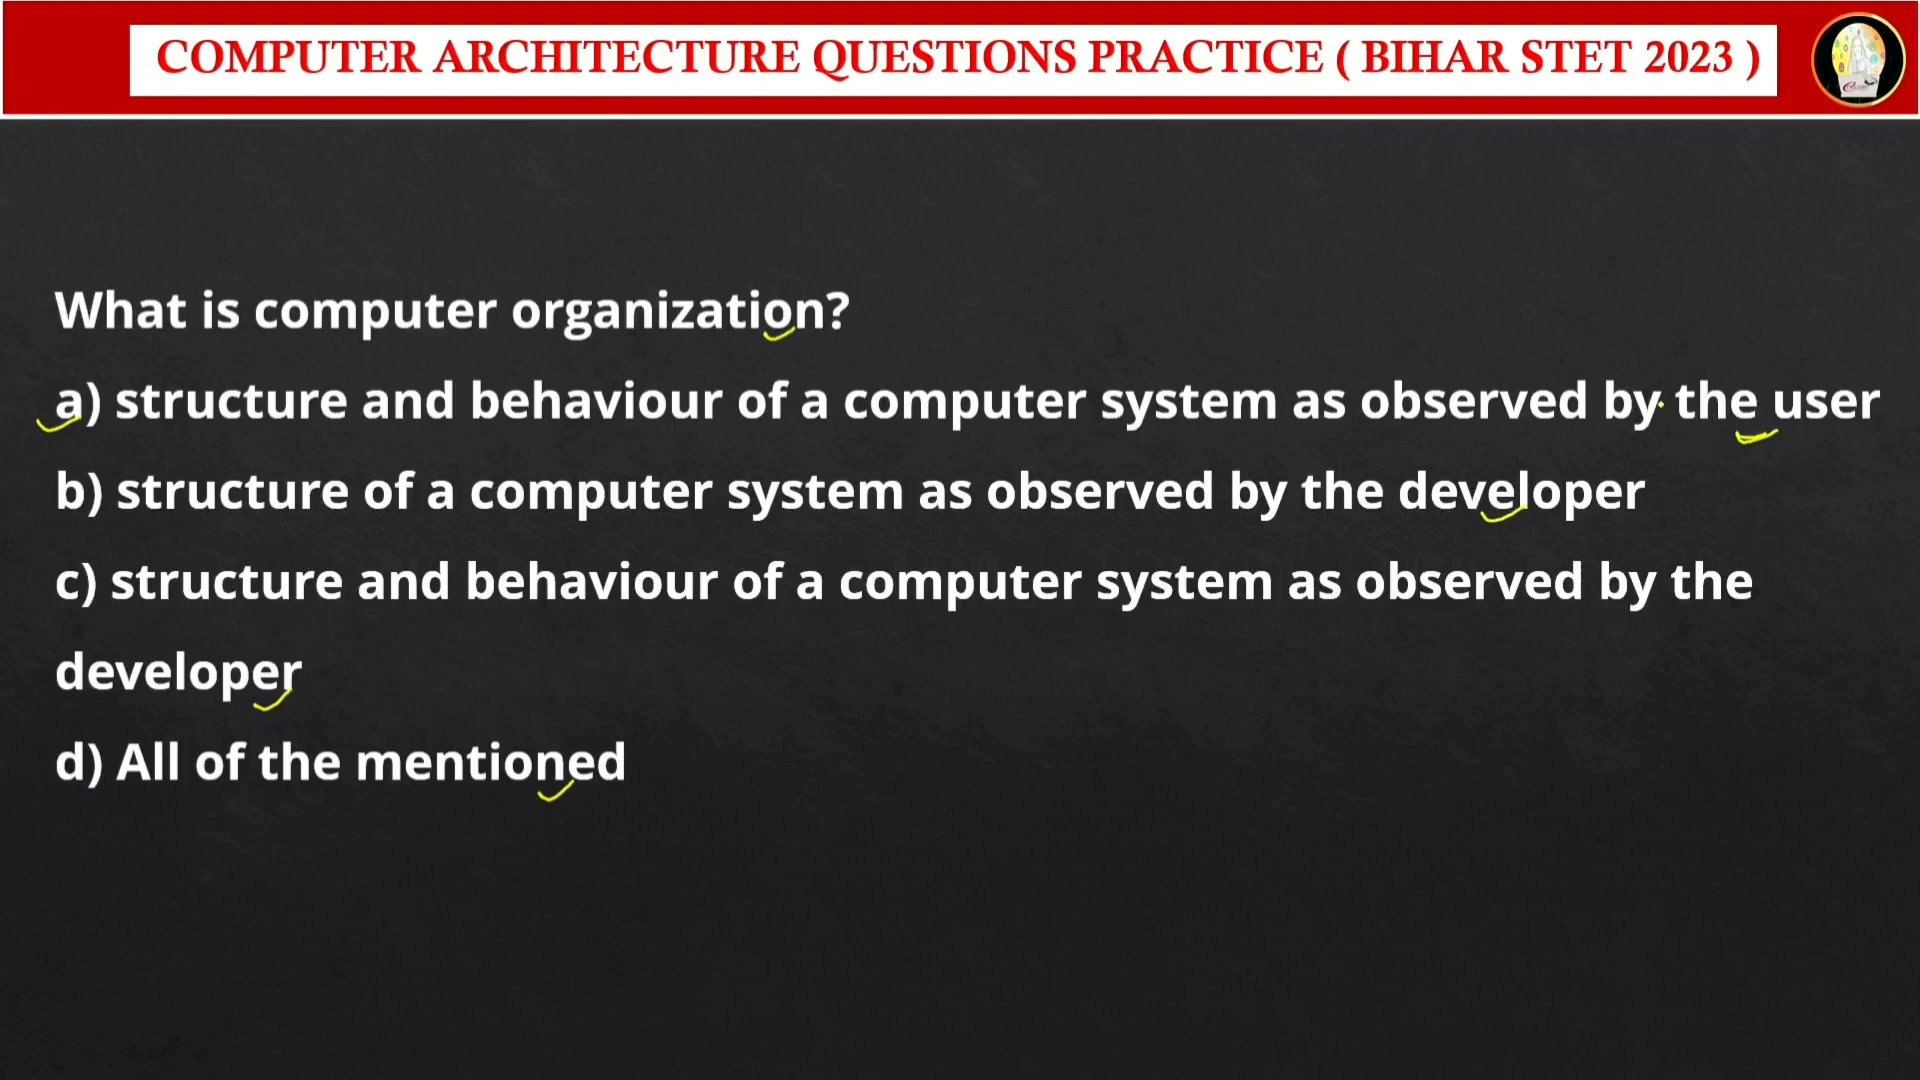 COMPUTER ARCHITECTURE QUESTIONS PRACTICE ( BIHAR STET 2023 )
What is computer organization?
a) structure and behaviour of a computer system as observed by the user
b) structure of a computer system as observed by the developer
c) structure and behaviour of a computer system as observed by the
developer
d) All of the mentioned